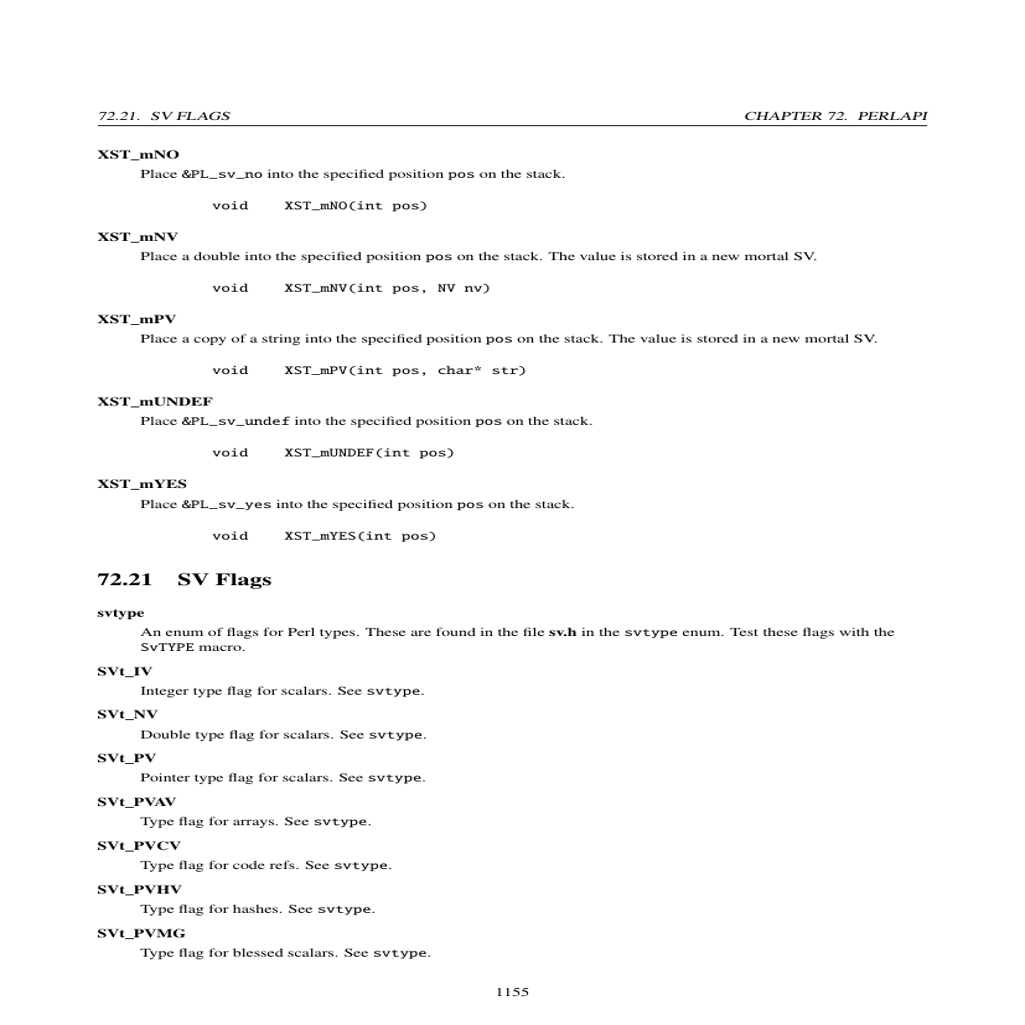 72.21. SV FLAGS CHAPTER 72. PERLAPI
XST_mNO
Place &PL_sv_no into the specified position pos on the stack.
void XST_mNO(int pos)
XST_mNV
Place a double into the specified position pos on the stack. The value is stored in a new mortal SV.
void XST_mNV(int pos, NV nv)
XST_mPV
Place a copy of a string into the specified position pos on the stack. The value is stored in a new mortal SV.
void XST_mPV(int pos, char* str)
XST_mUNDEF
Place &PL_sv_undef into the specified position pos on the stack.
void XST_mUNDEF(int pos)
XST_mYES
Place &PL_sv_yes into the specified position pos on the stack.
void XST_mYES(int pos)
72.21 SV Flags
svtype
An enum of flags for Perl types. These are found in the file sv.h in the svtype enum. Test these flags with the
SvTYPE macro.
SVt_IV
Integer type flag for scalars. See svtype.
SVt_NV
Double type flag for scalars. See svtype.
SVt_PV
Pointer type flag for scalars. See svtype.
SVt_PVAV
Type flag for arrays. See svtype.
SVt_PVCV
Type flag for code refs. See svtype.
SVt_PVHV
Type flag for hashes. See svtype.
SVt_PVMG
Type flag for blessed scalars. See svtype.
1155